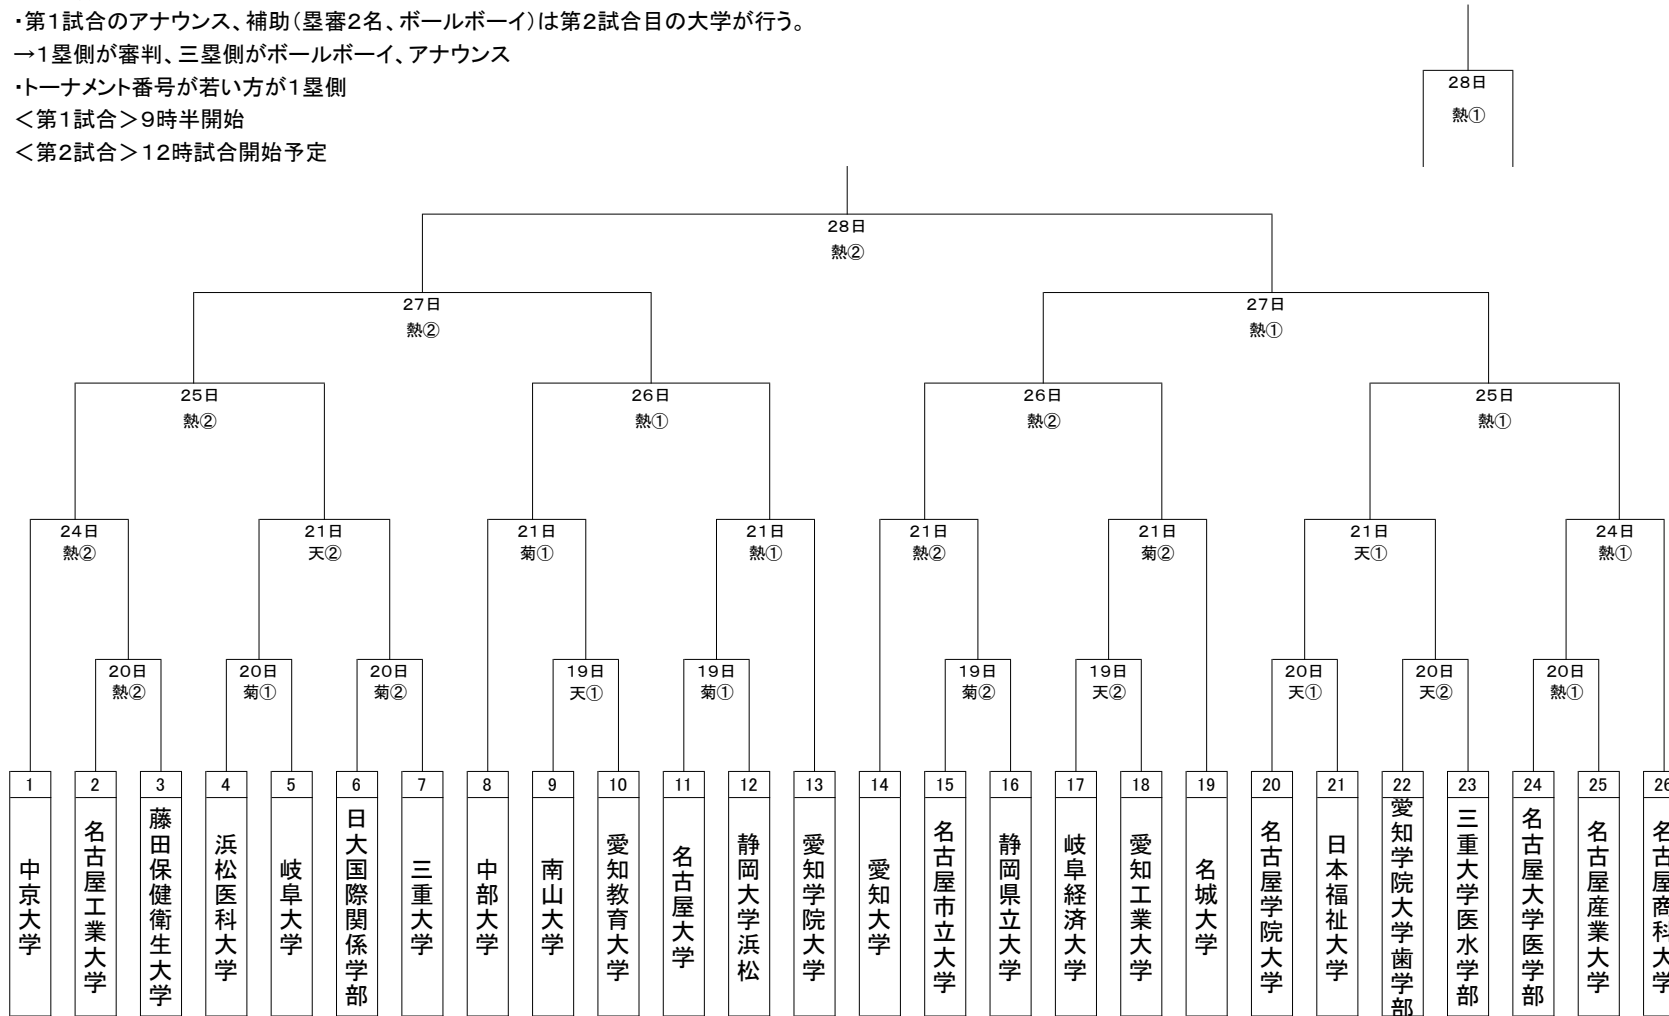 ・第1試合のアナウンス、補助（塁審2名、ボールボーイ）は第2試合目の大学が行う。
→1塁側が審判、三塁側がボールボーイ、アナウンス
・トーナメント番号が若い方が1塁側
＜第1試合＞9時半開始
＜第2試合＞12時試合開始予定
28日
熱①
28日
熱②
27日
熱②
27日
熱①
25日
熱②
26日
熱①
26日
熱②
25日
熱①
24日
熱②
21日
天②
21日
菊①
21日
熱①
21日
熱②
21日
菊②
21日
天①
24日
熱①
20日
熱②
20日
菊①
20日
菊②
19日
天①
19日
菊①
19日
菊②
19日
天②
20日
天①
20日
天②
20日
熱①
1
中京大学
2
名古屋工業大学
3
藤田保健衛生大学
4
浜松医科大学
5
岐阜大学
6
日大国際関係学部
7
三重大学
8
中部大学
9
南山大学
10
愛知教育大学
11
名古屋大学
12
静岡大学浜松
13
愛知学院大学
14
愛知大学
15
名古屋市立大学
16
静岡県立大学
17
岐阜経済大学
18
愛知工業大学
19
名城大学
20
名古屋学院大学
21
日本福祉大学
22
愛知学院大学歯学部
23
三重大学医水学部
24
名古屋大学医学部
25
名古屋産業大学
26
名古屋商科大学